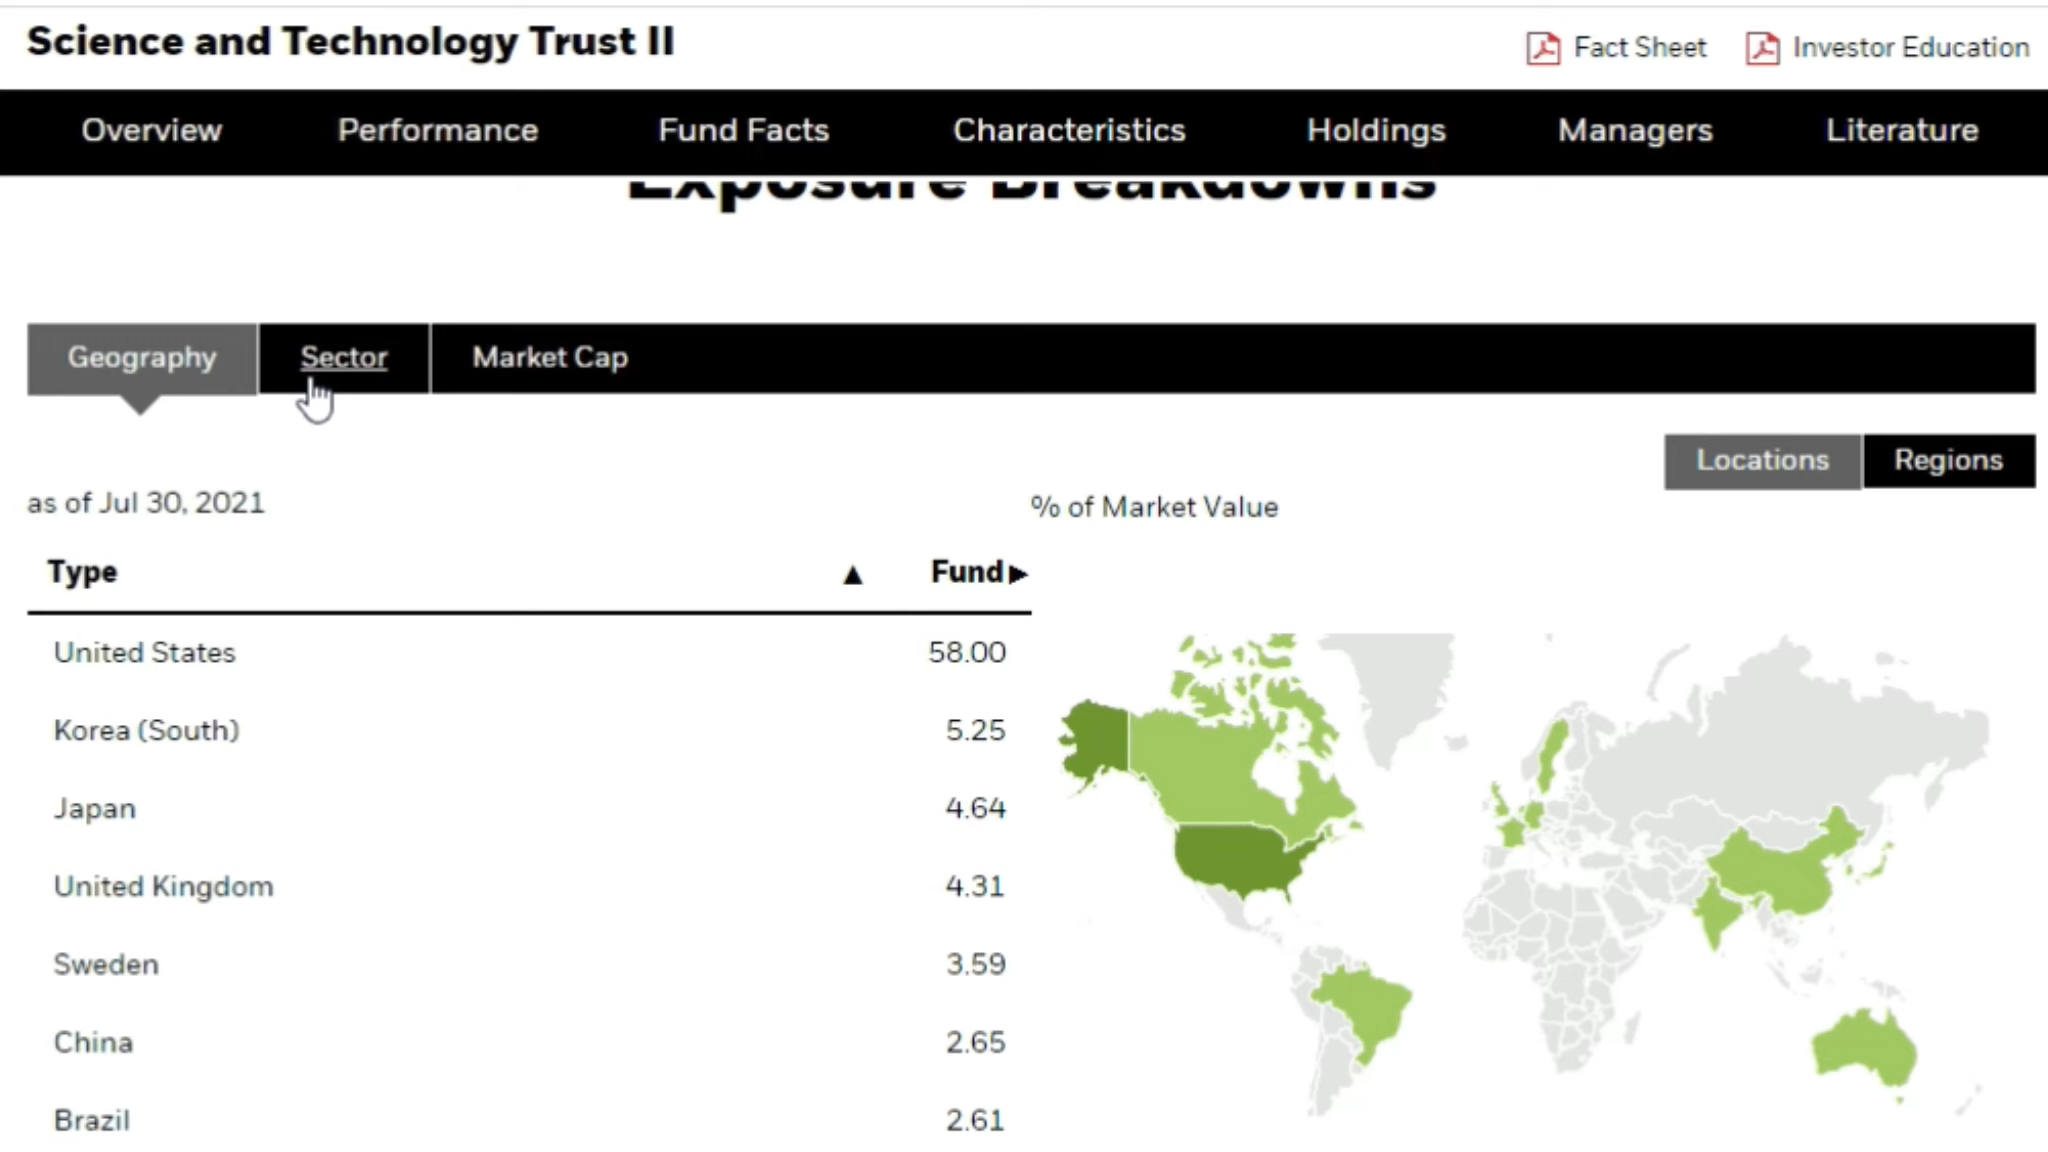 Science and Technology Trust II
Fact Sheet Investor Education
Overview Performance Fund Facts Characteristics Holdings Managers Literature
Exposure Breakdowns
Geography Sector Market Cap
Locations Regions
as of Jul 30, 2021
% of Market Value
Type ▲ Fund ▶
United States 58.00
Korea (South) 5.25
Japan 4.64
United Kingdom 4.31
Sweden 3.59
China 2.65
Brazil 2.61